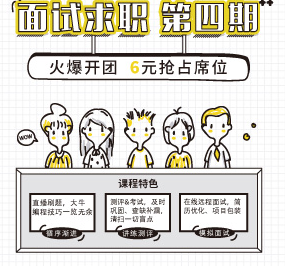 面试求职 第四期
火爆开团 6元抢占席位
WOW
课程特色
直播刷题，大牛
编程技巧一览无余
循序渐进
测评&考试，及时
巩固、查缺补漏，
清扫一切盲点
讲练测评
在线远程面试，简
历优化、项目包装
模拟面试